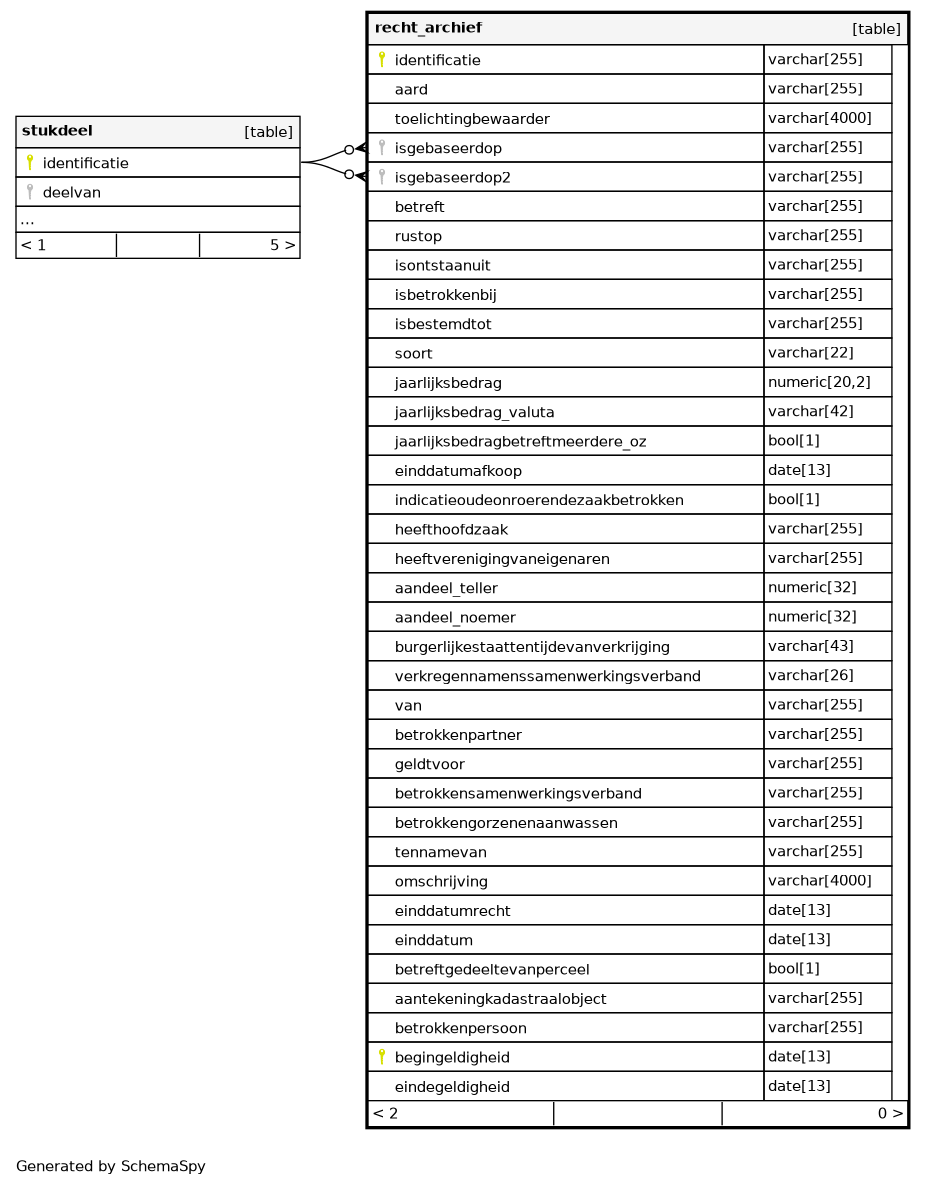 stukdeel [table]
identificatie
deelvan
...
< 1 5 >
recht_archief [table]
identificatie varchar[255]
aard varchar[255]
toelichtingbewaarder varchar[4000]
isgebaseerdop varchar[255]
isgebaseerdop2 varchar[255]
betreft varchar[255]
rustop varchar[255]
isontstaanuit varchar[255]
isbetrokkenbij varchar[255]
isbestemdtot varchar[255]
soort varchar[22]
jaarlijksbedrag numeric[20,2]
jaarlijksbedrag_valuta varchar[42]
jaarlijksbedragbetreftmeerdere_oz bool[1]
einddatumafkoop date[13]
indicatieoudeonroerendezaakbetrokken bool[1]
heefthoofdzaak varchar[255]
heeftverenigingvaneigenaren varchar[255]
aandeel_teller numeric[32]
aandeel_noemer numeric[32]
burgerlijkestaattentijdevanverkrijging varchar[43]
verkregennamenssamenwerkingsverband varchar[26]
van varchar[255]
betrokkenpartner varchar[255]
geldtvoor varchar[255]
betrokkensamenwerkingsverband varchar[255]
betrokkengorzenenaanwassen varchar[255]
tennamevan varchar[255]
omschrijving varchar[4000]
einddatumrecht date[13]
einddatum date[13]
betreftgedeeltevanperceel bool[1]
aantekeningkadastraalobject varchar[255]
betrokkenpersoon varchar[255]
begingeldigheid date[13]
eindegeldigheid date[13]
< 2 0 >
Generated by SchemaSpy